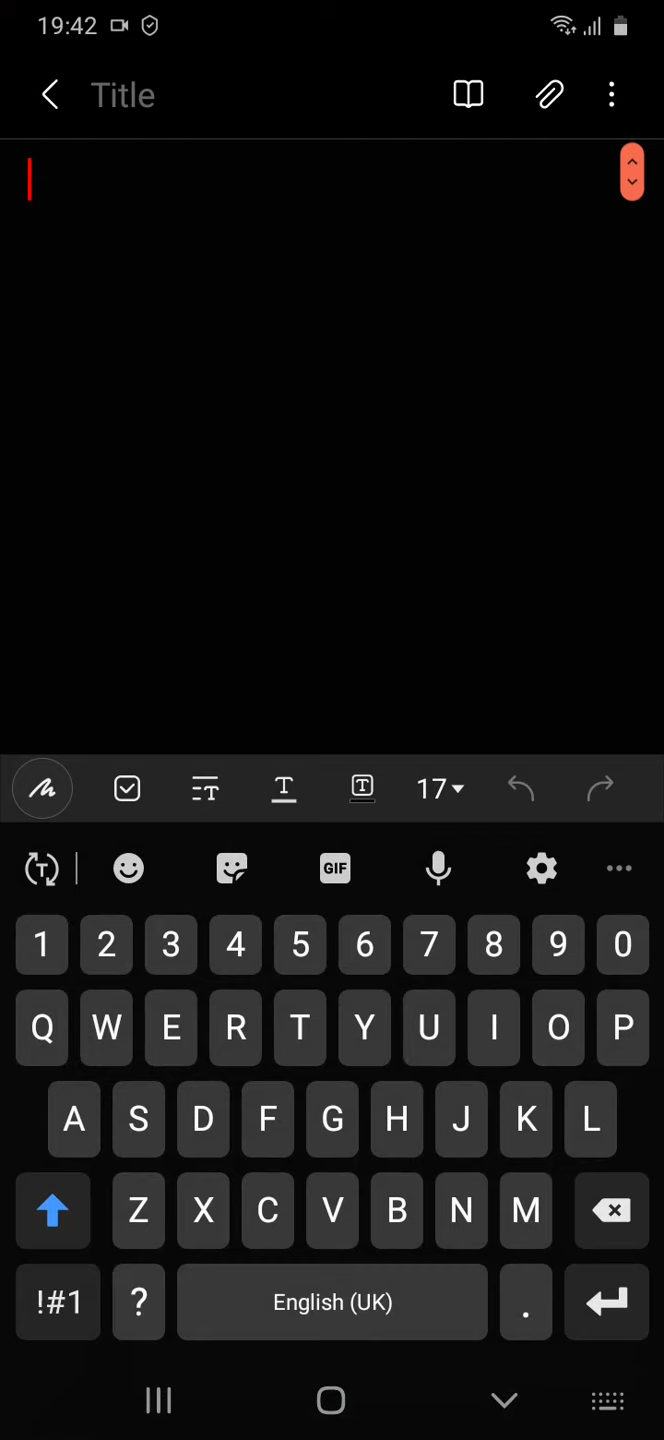 19:42
Title
T T T 17
T GIF
1 2 3 4 5 6 7 8 9 0
Q W E R T Y U I O P
A S D F G H J K L
Z X C V B N M
!#1 ? English (UK) .